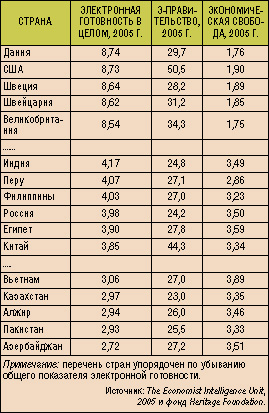 СТРАНА ЭЛЕКТРОННАЯ ГОТОВНОСТЬ В ЦЕЛОМ, 2005 Г. Э-ПРАВИ-ТЕЛЬСТВО, 2005 Г. ЭКОНОМИЧЕ-СКАЯ СВОБО-ДА, 2005 Г.
Дания 8,74 29,7 1,76
США 8,73 50,5 1,90
Швеция 8,64 28,2 1,89
Швейцария 8,62 31,2 1,85
Великобрита-
ния 8,54 34,3 1,75
......
Индия 4,17 24,8 3,49
Перу 4,07 27,1 2,86
Филиппины 4,03 27,0 3,23
Россия 3,98 24,2 3,50
Египет 3,90 27,8 3,59
Китай 3,85 44,3 3,34
....
Вьетнам 3,06 27,0 3,89
Казахстан 2,97 23,0 3,35
Алжир 2,94 26,0 3,46
Пакистан 2,93 25,5 3,33
Азербайджан 2,72 27,2 3,51
Примечание: перечень стран упорядочен по убыванию
общего показателя электронной готовности.
Источник: The Economist Intelligence Unit,
2005 и фонд Heritage Foundation.